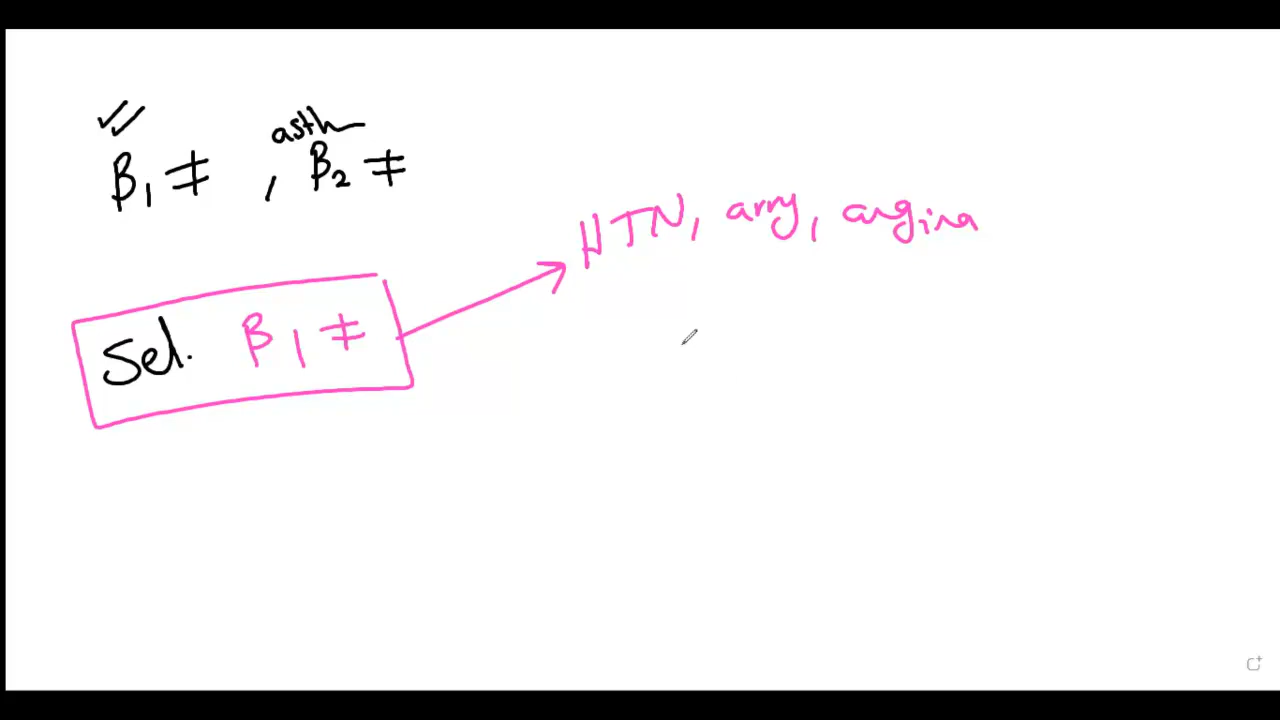 asth
β₁ ≠ , β₂ ≠
HTN, arry, angina
Sel. β₁ ≠